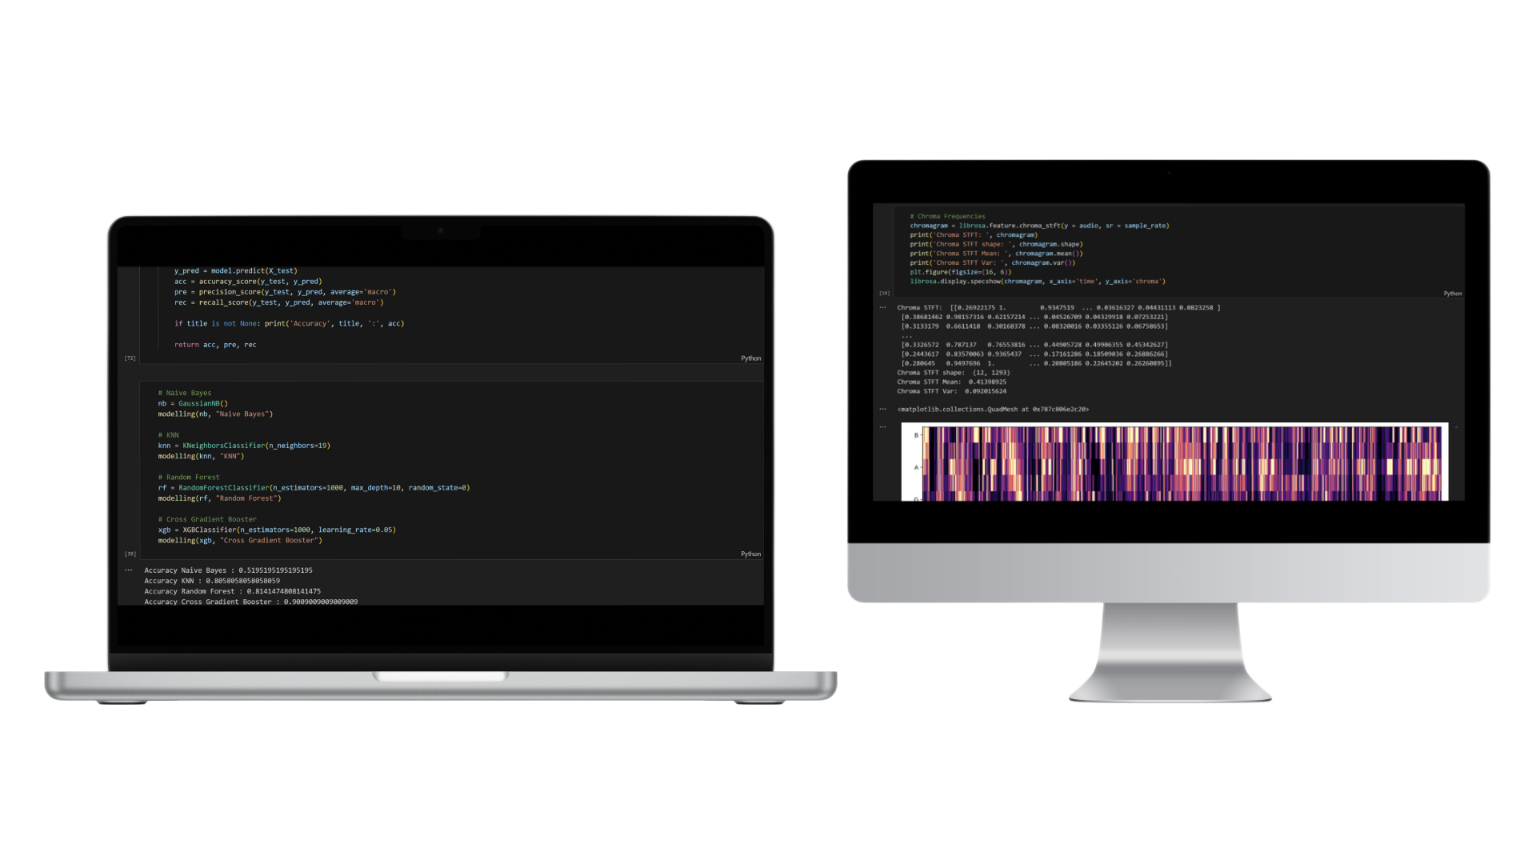 y_pred = model.predict(X_test)
acc = accuracy_score(y_test, y_pred)
pre = precision_score(y_test, y_pred, average='macro')
rec = recall_score(y_test, y_pred, average='macro')
if title is not None: print('Accuracy', title, ':', acc)
return acc, pre, rec
[72]
Python
# Naive Bayes
nb = GaussianNB()
modelling(nb, "Naive Bayes")
# KNN
knn = KNeighborsClassifier(n_neighbors=19)
modelling(knn, "KNN")
# Random Forest
rf = RandomForestClassifier(n_estimators=1000, max_depth=10, random_state=0)
modelling(rf, "Random Forest")
# Cross Gradient Booster
xgb = XGBClassifier(n_estimators=1000, learning_rate=0.05)
modelling(xgb, "Cross Gradient Booster")
Python
... Accuracy Naive Bayes : 0.5195195195195195
Accuracy KNN : 0.8058058058058059
Accuracy Random Forest : 0.8141474808141475
Accuracy Cross Gradient Booster : 0.9009009009009009
# Chroma Frequencies
chromagram = librosa.feature.chroma_stft(y = audio, sr = sample_rate)
print('Chroma STFT: ', chromagram)
print('Chroma STFT shape: ', chromagram.shape)
print('Chroma STFT Mean: ', chromagram.mean())
print('Chroma STFT Var: ', chromagram.var())
plt.figure(figsize=(16, 6))
librosa.display.specshow(chromagram, x_axis='time', y_axis='chroma')
Python
... Chroma STFT: [[0.26922175 1. 0.9347519 ... 0.03616327 0.04431113 0.0823258 ]
[0.38681462 0.98157316 0.62157214 ... 0.04526709 0.04329918 0.07253221]
[0.3133179 0.6611418 0.30168378 ... 0.08320016 0.03355126 0.06758653]
...
[0.3326572 0.787137 0.76553816 ... 0.44905728 0.49906355 0.45342627]
[0.2443617 0.83570063 0.9365437 ... 0.17161286 0.18509036 0.26886266]
[0.280645 0.9497696 1. ... 0.28805186 0.22645202 0.26260895]]
Chroma STFT shape: (12, 1293)
Chroma STFT Mean: 0.41398925
Chroma STFT Var: 0.092015624
... <matplotlib.collections.QuadMesh at 0x787c806e2c20>
...
B
A
G